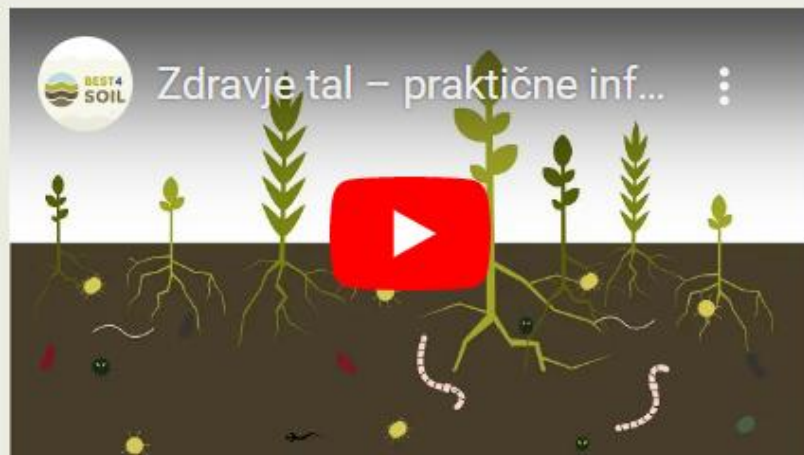 BEST4
SOIL
Zdravje tal – praktične inf...